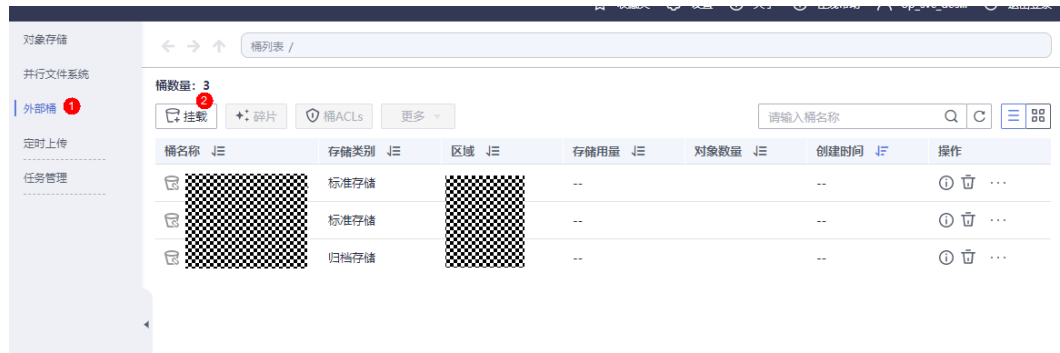 对象存储
桶列表 /
并行文件系统
桶数量：3
外部桶 1
2
挂载 碎片 桶ACLs 更多
请输入桶名称
定时上传
桶名称 存储类别 区域 存储用量 对象数量 创建时间 操作
任务管理
标准存储 -- --
标准存储 -- --
归档存储 -- --